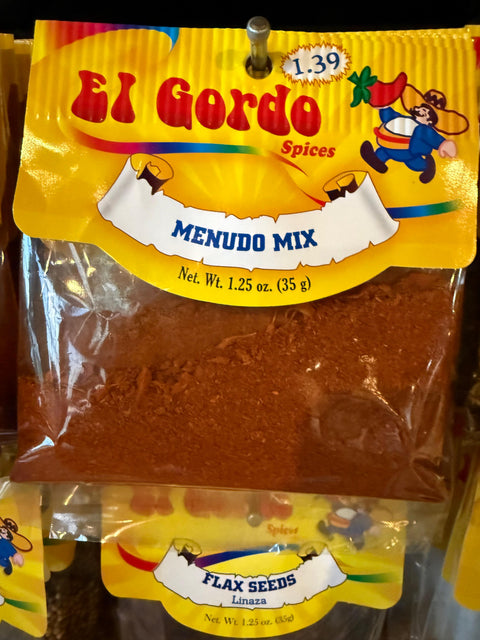 1.39
El Gordo
Spices
MENUDO MIX
Net. Wt. 1.25 oz. (35 g)
Spices
FLAX SEEDS
Linaza
Net. Wt. 1.25 oz. (35g)